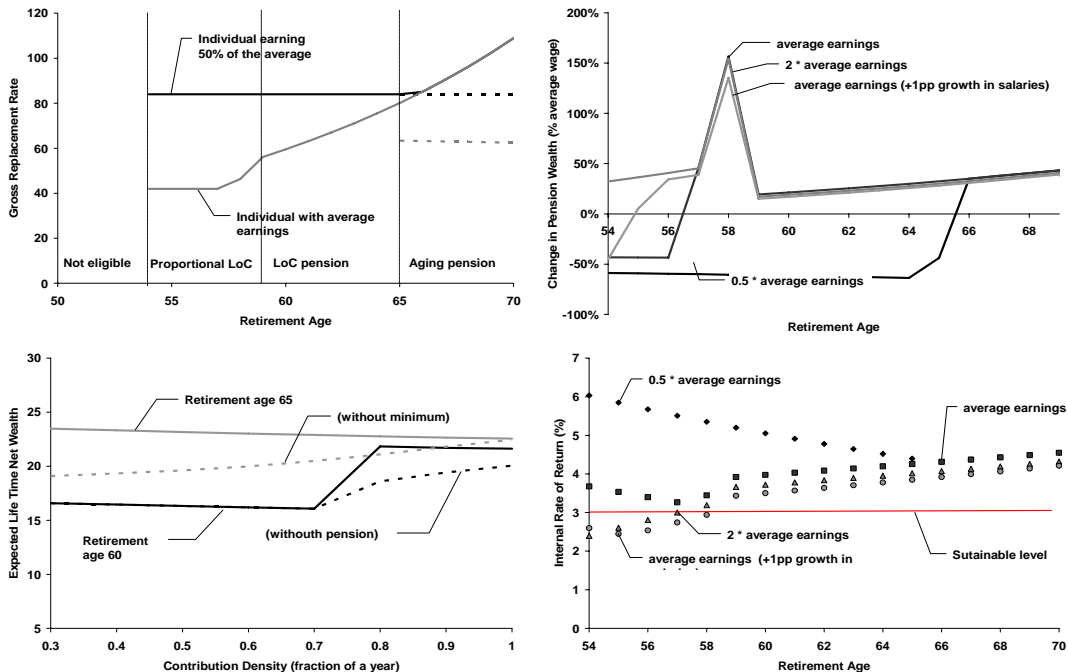 120
100
80
60
40
20
0
Gross Replacement Rate
Individual earning
50% of the average
Individual with average
earnings
Not eligible
Proportional LoC
LoC pension
Aging pension
50
55
60
65
70
Retirement Age
200%
150%
100%
50%
0%
-50%
-100%
Change in Pension Wealth (% average wage)
average earnings
2 * average earnings
average earnings (+1pp growth in salaries)
54
56
58
60
62
64
66
68
0.5 * average earnings
Retirement Age
30
25
20
15
10
5
Expected Life Time Net Wealth
Retirement age 65
(without minimum)
Retirement
age 60
(withouth pension)
0.3
0.4
0.5
0.6
0.7
0.8
0.9
1
Contribution Density (fraction of a year)
7
6
5
4
3
2
1
0
Internal Rate of Return (%)
0.5 * average earnings
average earnings
2 * average earnings
average earnings (+1pp growth in
Sutainable level
54
56
58
60
62
64
66
68
70
Retirement Age